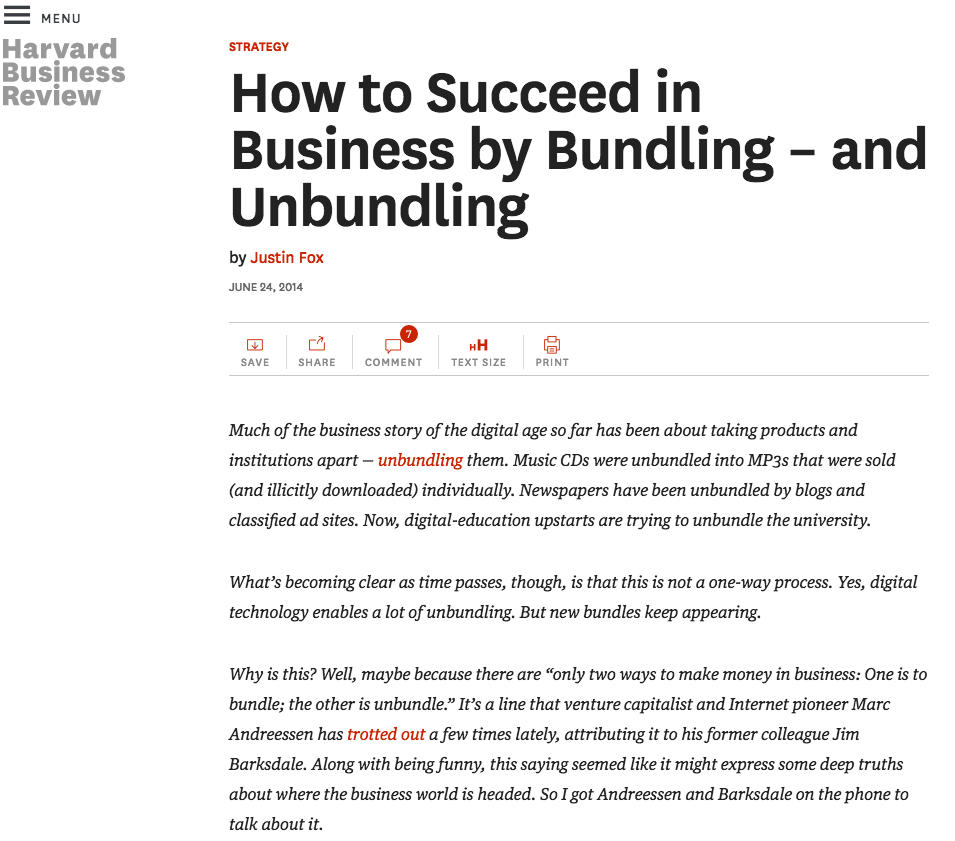 MENU
Harvard
Business
Review
STRATEGY
How to Succeed in
Business by Bundling – and
Unbundling
by Justin Fox
JUNE 24, 2014
7
SAVE SHARE COMMENT HH TEXT SIZE PRINT
Much of the business story of the digital age so far has been about taking products and
institutions apart – unbundling them. Music CDs were unbundled into MP3s that were sold
(and illicitly downloaded) individually. Newspapers have been unbundled by blogs and
classified ad sites. Now, digital-education upstarts are trying to unbundle the university.
What’s becoming clear as time passes, though, is that this is not a one-way process. Yes, digital
technology enables a lot of unbundling. But new bundles keep appearing.
Why is this? Well, maybe because there are “only two ways to make money in business: One is to
bundle; the other is unbundle.” It’s a line that venture capitalist and Internet pioneer Marc
Andreessen has trotted out a few times lately, attributing it to his former colleague Jim
Barksdale. Along with being funny, this saying seemed like it might express some deep truths
about where the business world is headed. So I got Andreessen and Barksdale on the phone to
talk about it.